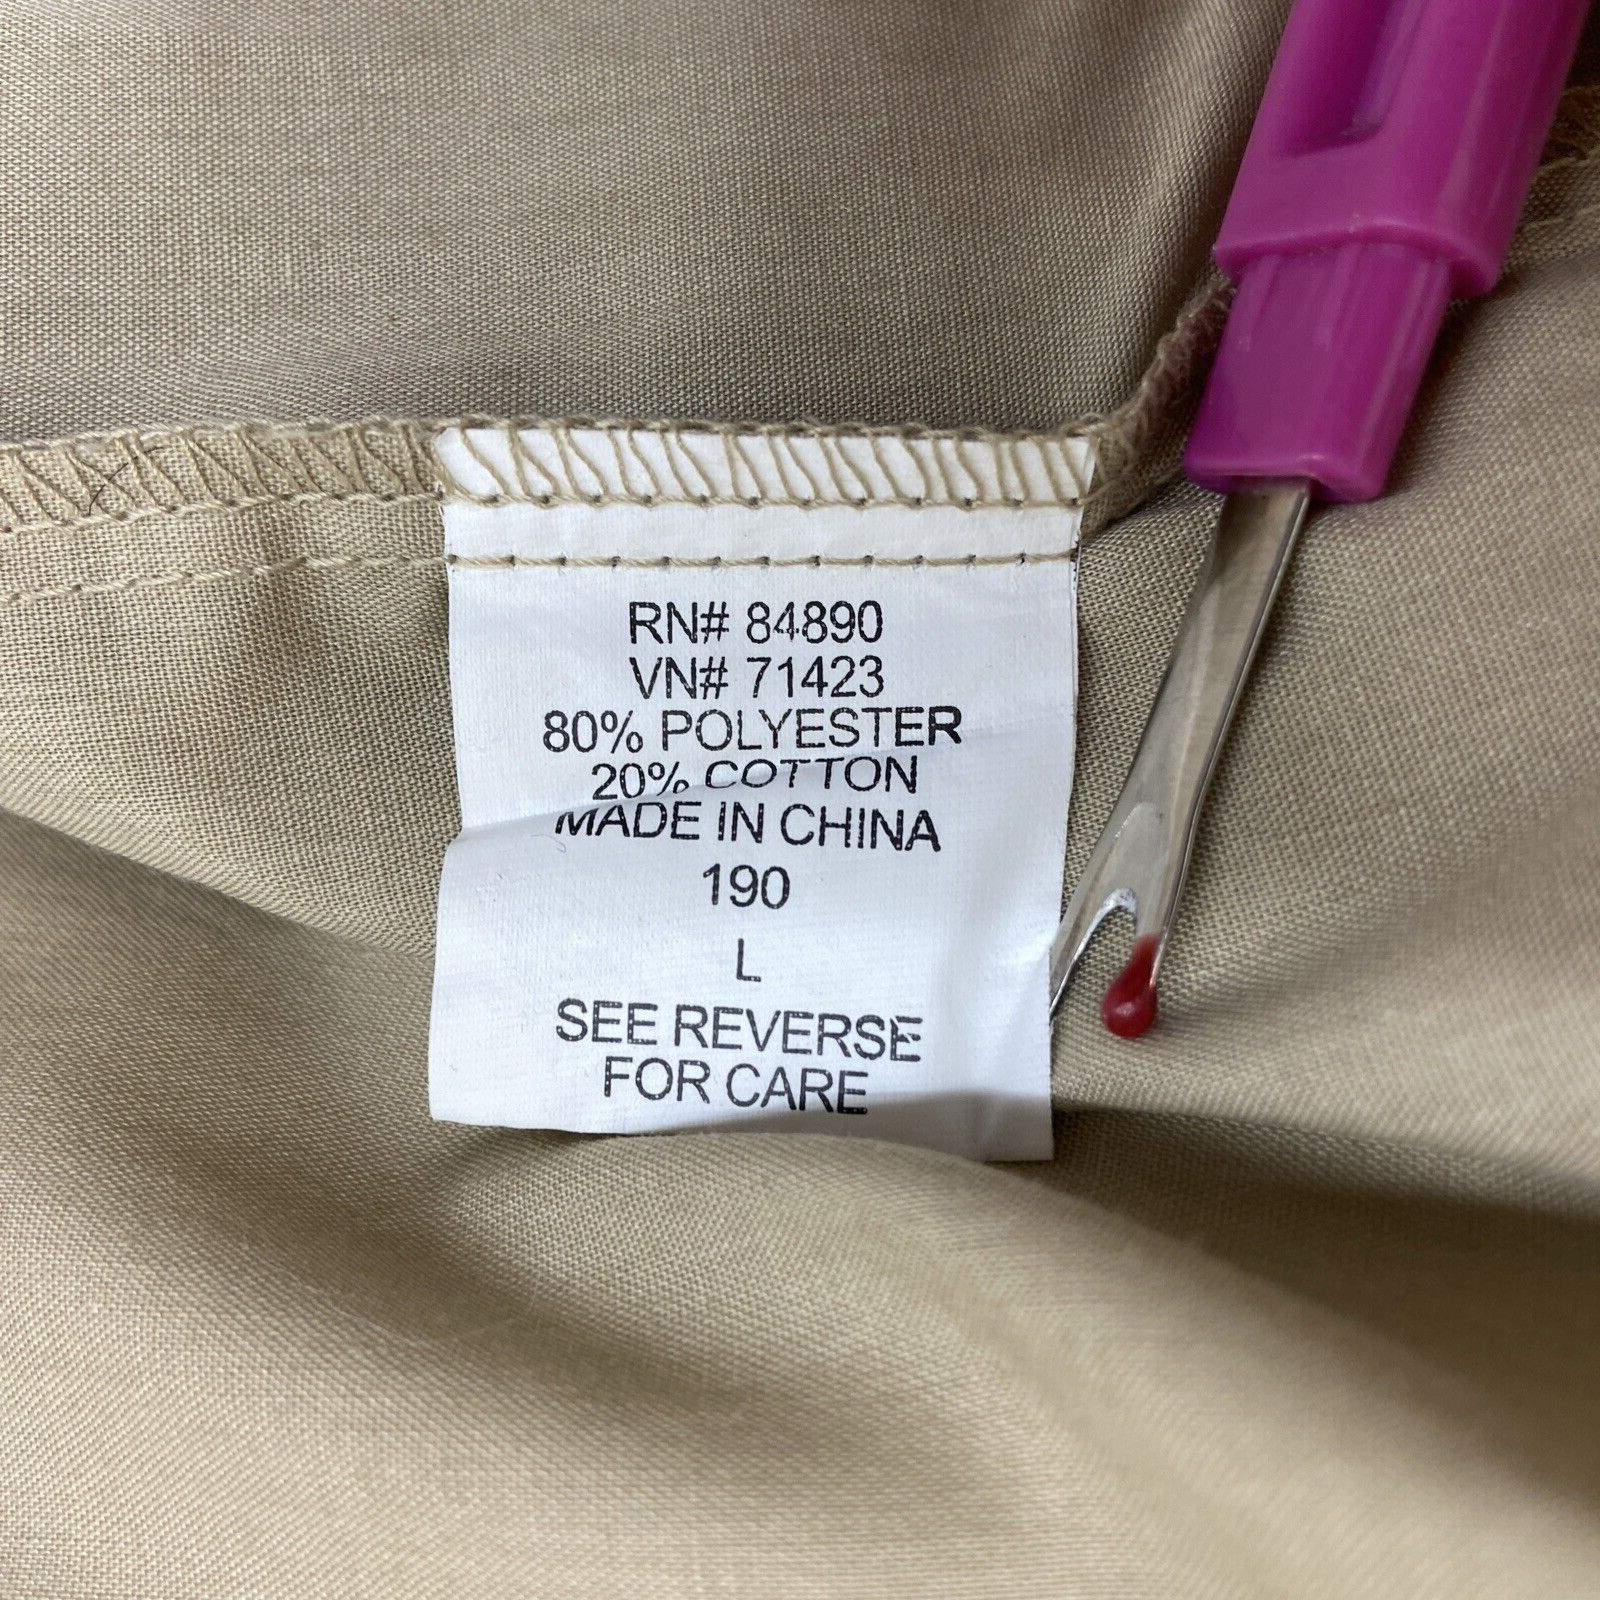 RN# 84890
VN# 71423
80% POLYESTER
20% COTTON
MADE IN CHINA
190
L
SEE REVERSE
FOR CARE